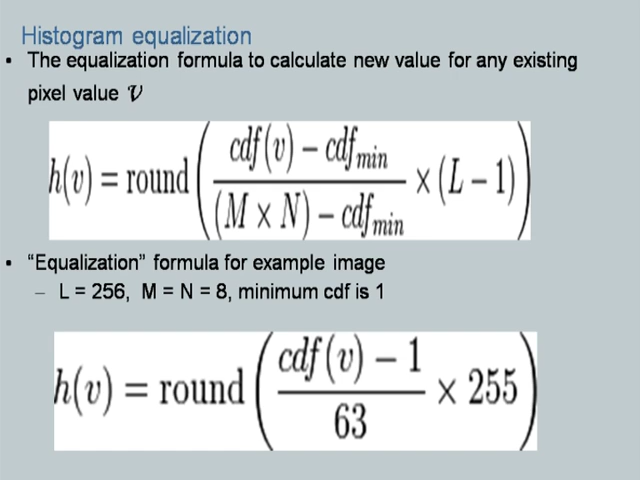 Histogram equalization
• The equalization formula to calculate new value for any existing
pixel value v
h(v) = round( (cdf(v) − cdf_min) / ((M × N) − cdf_min) × (L − 1) )
• “Equalization” formula for example image
– L = 256, M = N = 8, minimum cdf is 1
h(v) = round( (cdf(v) − 1) / 63 × 255 )